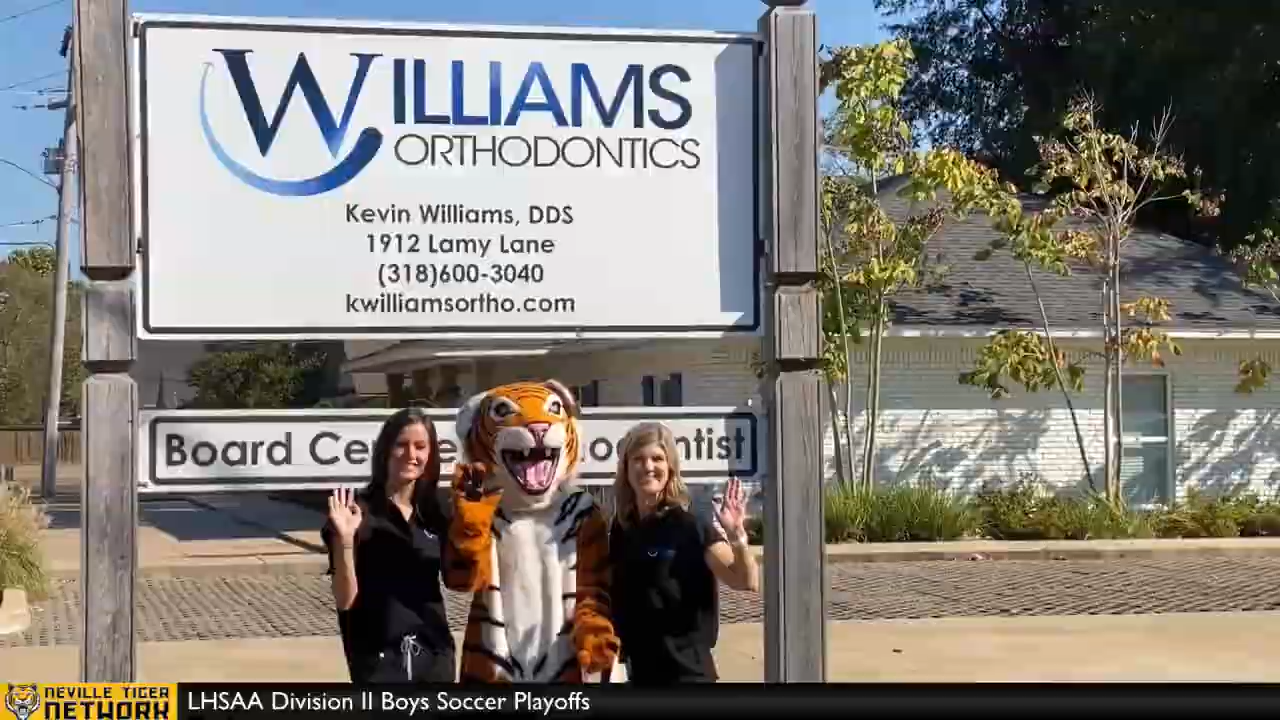 WILLIAMS
ORTHODONTICS
Kevin Williams, DDS
1912 Lamy Lane
(318)600-3040
kwilliamsortho.com
Board
NEVILLE TIGER
NETWORK
LHSAA Division II Boys Soccer Playoffs